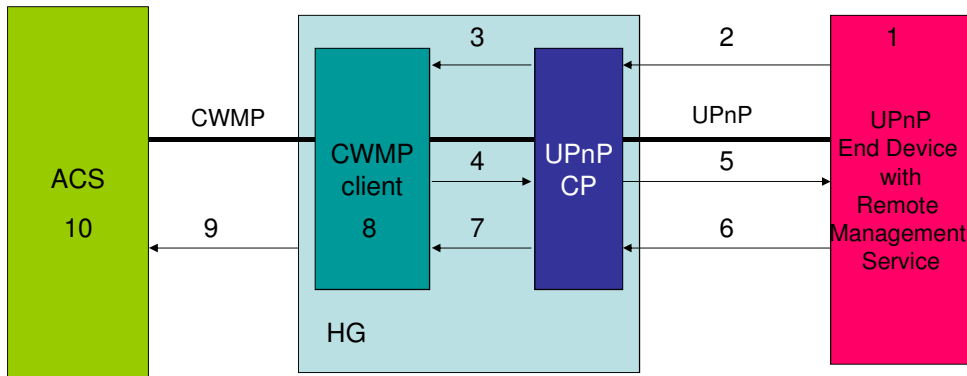 3
2
1
CWMP
UPnP
ACS
10
CWMP
client
4
UPnP
CP
5
UPnP
End Device
with
Remote
Management
Service
9
8
7
6
HG